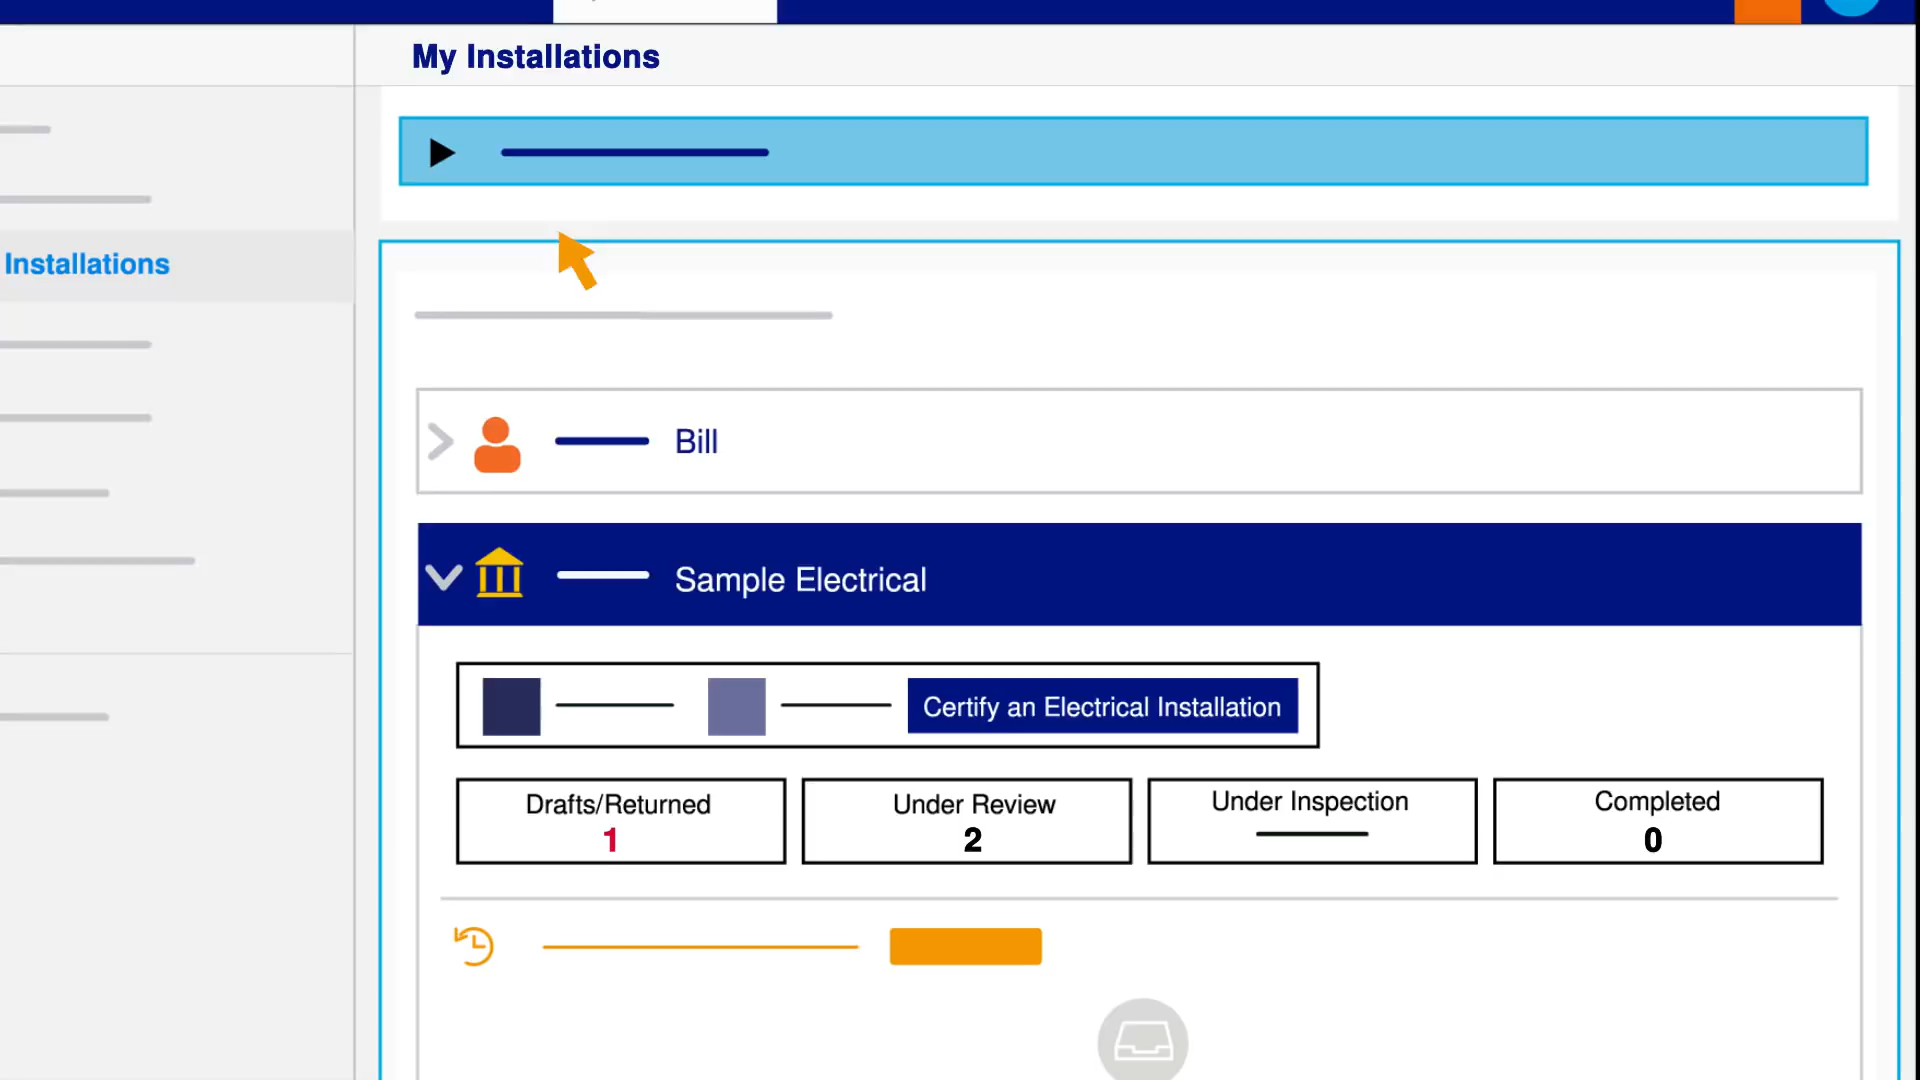 My Installations
Installations
Bill
Sample Electrical
Certify an Electrical Installation
Drafts/Returned
1
Under Review
2
Under Inspection
Completed
0